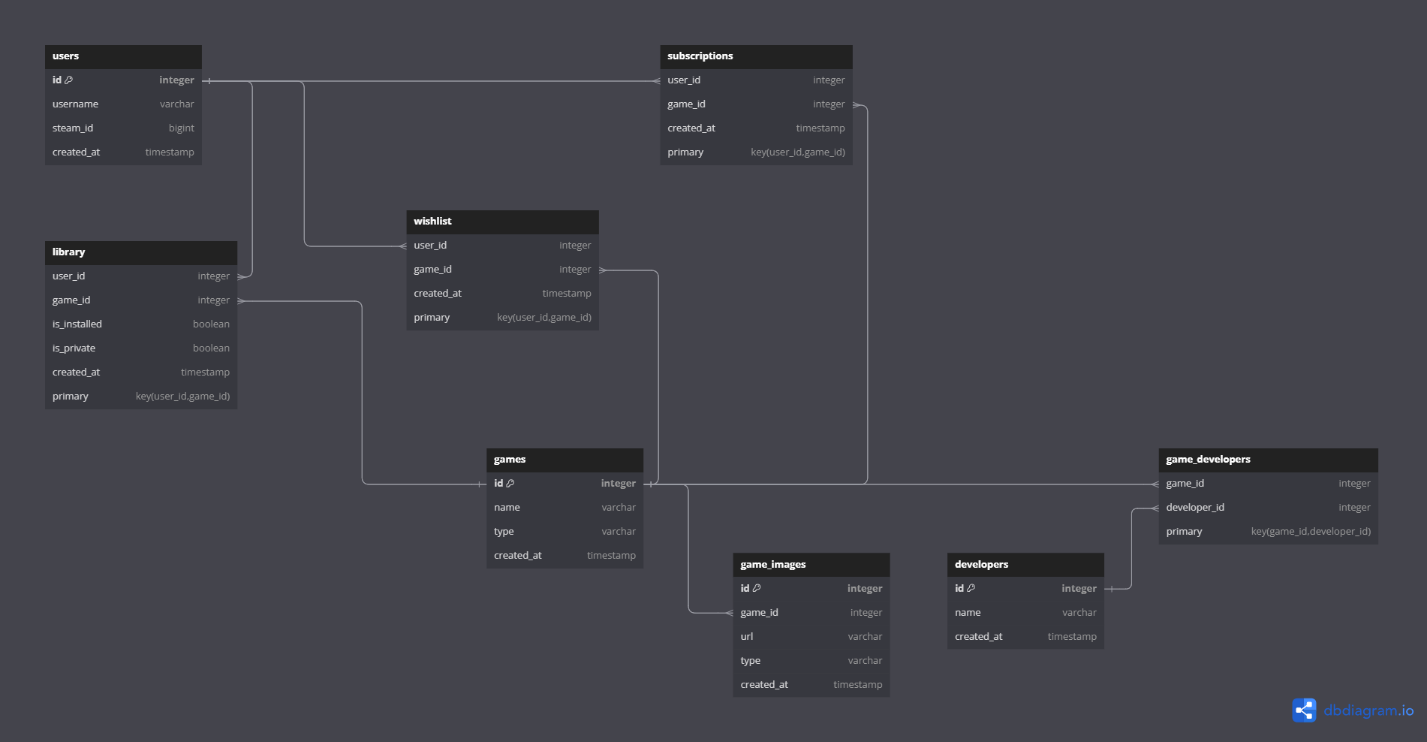 users
id integer
username varchar
steam_id bigint
created_at timestamp
subscriptions
user_id integer
game_id integer
created_at timestamp
primary key(user_id,game_id)
wishlist
user_id integer
game_id integer
created_at timestamp
primary key(user_id,game_id)
library
user_id integer
game_id integer
is_installed boolean
is_private boolean
created_at timestamp
primary key(user_id,game_id)
games
id integer
name varchar
type varchar
created_at timestamp
game_developers
game_id integer
developer_id integer
primary key(game_id,developer_id)
game_images
id integer
game_id integer
url varchar
type varchar
created_at timestamp
developers
id integer
name varchar
created_at timestamp
dbdiagram.io